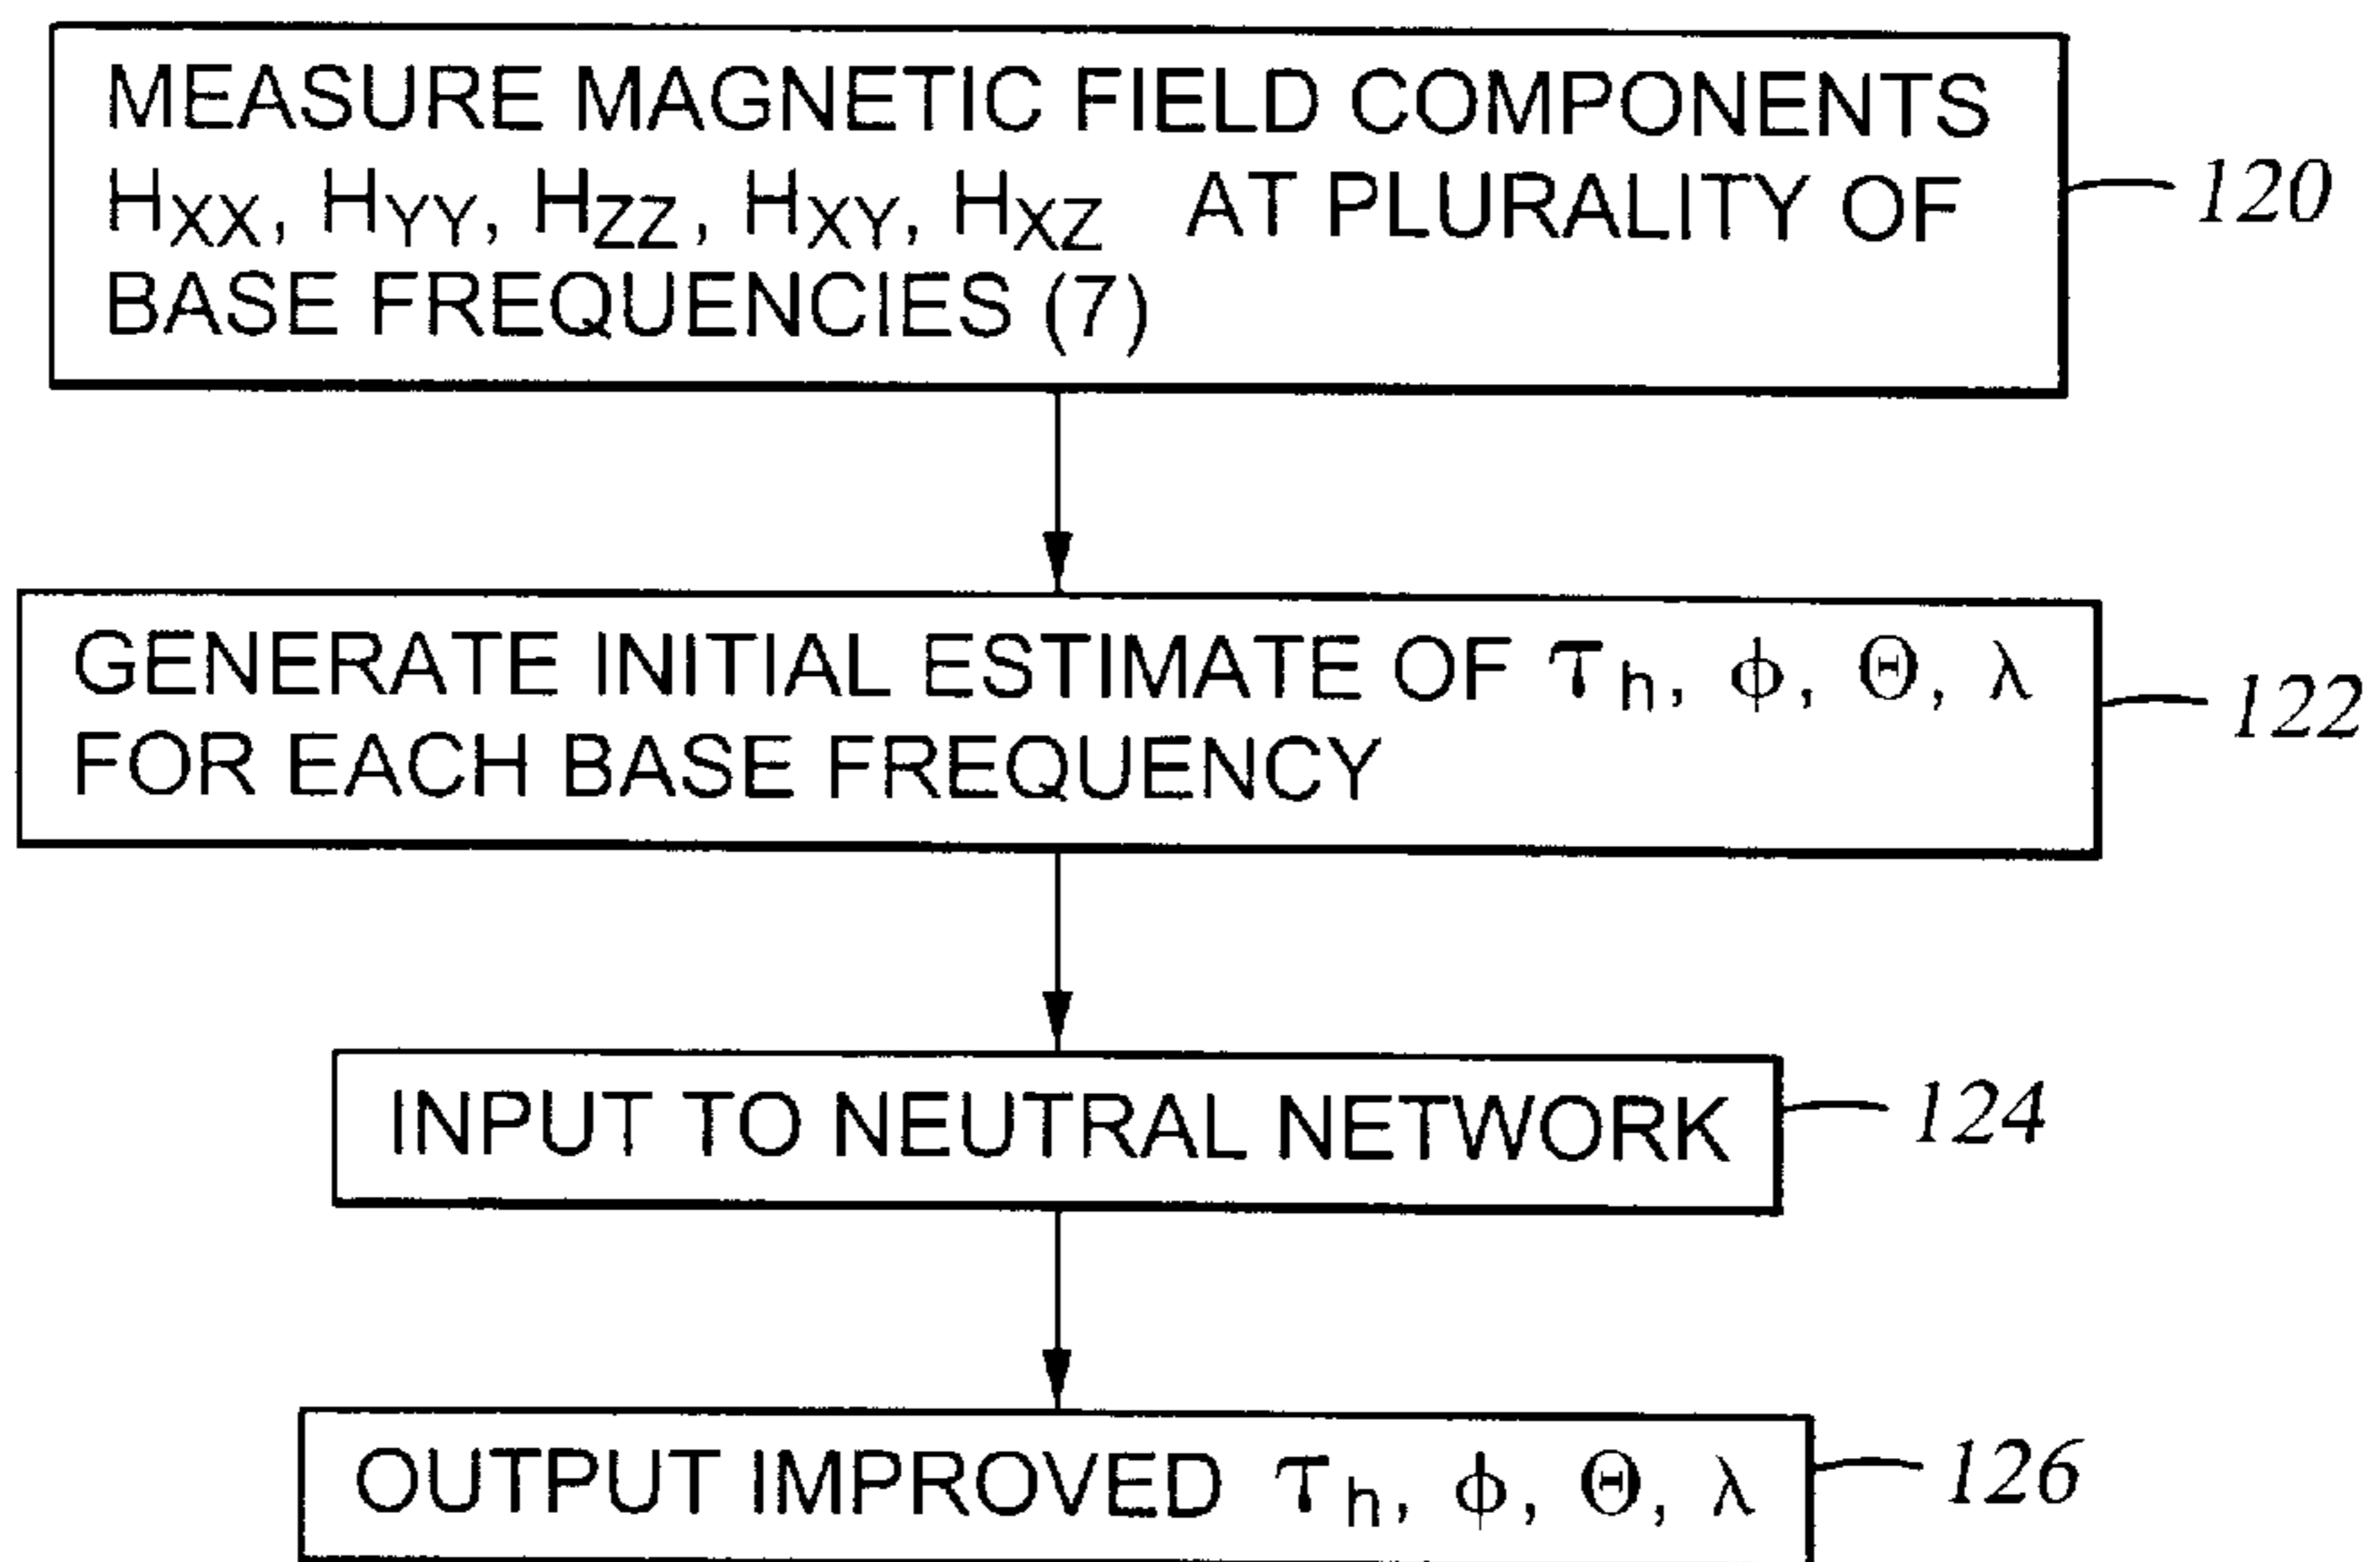 MEASURE MAGNETIC FIELD COMPONENTS
HXX, HYY, HZZ, HXY, HXZ AT PLURALITY OF
BASE FREQUENCIES (7)
120
GENERATE INITIAL ESTIMATE OF τh, ϕ, Θ, λ
FOR EACH BASE FREQUENCY
122
INPUT TO NEUTRAL NETWORK
124
OUTPUT IMPROVED τh, ϕ, Θ, λ
126